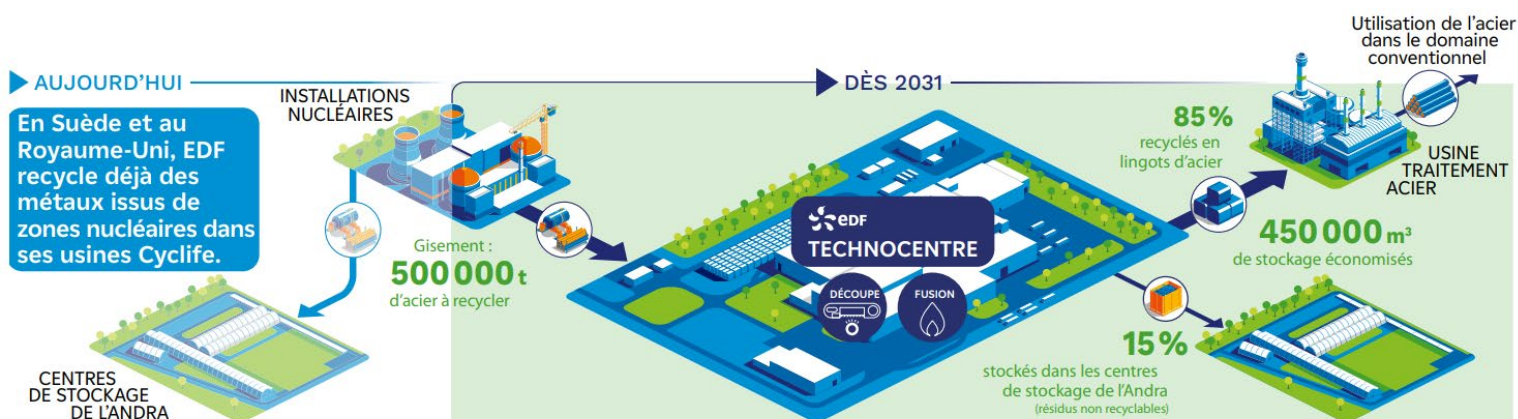 AUJOURD'HUI
En Suède et au
Royaume-Uni, EDF
recycle déjà des
métaux issus de
zones nucléaires dans
ses usines Cyclife.
CENTRES
DE STOCKAGE
DE L'ANDRA
INSTALLATIONS
NUCLÉAIRES
Gisement :
500 000 t
d'acier à recycler
DÈS 2031
edF
TECHNOCENTRE
DÉCOUPE
FUSION
85 %
recyclés en
lingots d'acier
Utilisation de l'acier
dans le domaine
conventionnel
USINE
TRAITEMENT
ACIER
450 000 m³
de stockage économisés
15 %
stockés dans les centres
de stockage de l'Andra
(résidus non recyclables)